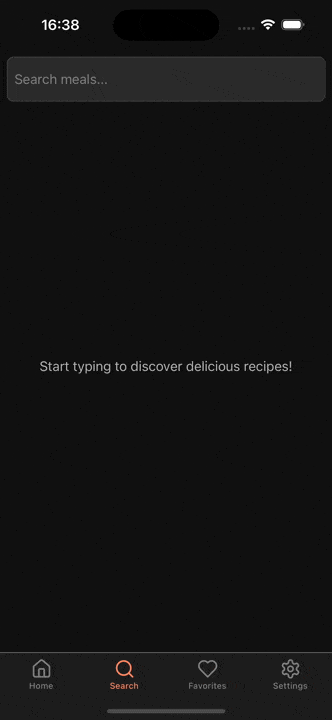 16:38
Search meals...
Start typing to discover delicious recipes!
Home
Search
Favorites
Settings